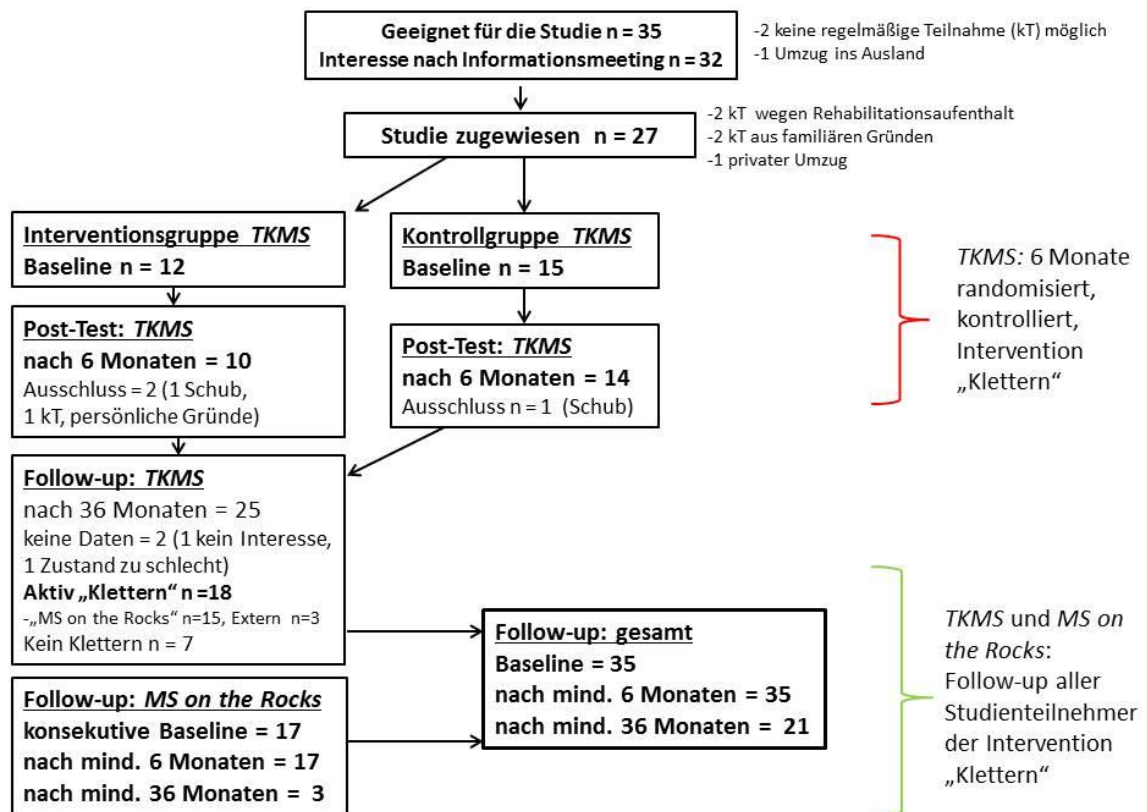 Geeignet für die Studie n = 35
Interesse nach Informationsmeeting n = 32
-2 keine regelmäßige Teilnahme (kT) möglich
-1 Umzug ins Ausland
Studie zugewiesen n = 27
-2 kT wegen Rehabilitationsaufenthalt
-2 kT aus familiären Gründen
-1 privater Umzug
Interventionsgruppe TKMS
Baseline n = 12
Kontrollgruppe TKMS
Baseline n = 15
Post-Test: TKMS
nach 6 Monaten = 10
Ausschluss = 2 (1 Schub,
1 kT, persönliche Gründe)
Post-Test: TKMS
nach 6 Monaten = 14
Ausschluss n = 1 (Schub)
TKMS: 6 Monate
randomisiert,
kontrolliert,
Intervention
„Klettern“
Follow-up: TKMS
nach 36 Monaten = 25
keine Daten = 2 (1 kein Interesse,
1 Zustand zu schlecht)
Aktiv „Klettern“ n =18
-„MS on the Rocks“ n=15, Extern n=3
Kein Klettern n = 7
Follow-up: MS on the Rocks
konsekutive Baseline = 17
nach mind. 6 Monaten = 17
nach mind. 36 Monaten = 3
Follow-up: gesamt
Baseline = 35
nach mind. 6 Monaten = 35
nach mind. 36 Monaten = 21
TKMS und MS on
the Rocks:
Follow-up aller
Studienteilnehmer
der Intervention
„Klettern“